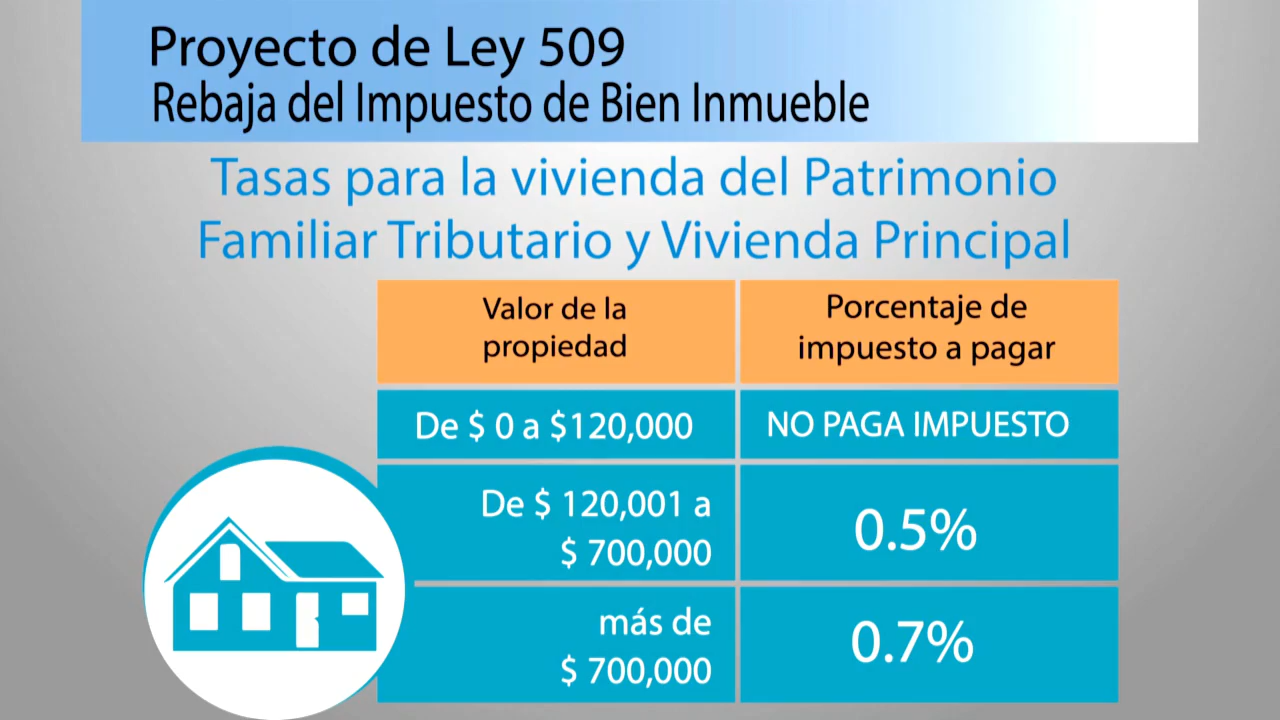 Proyecto de Ley 509
Rebaja del Impuesto de Bien Inmueble
Tasas para la vivienda del Patrimonio
Familiar Tributario y Vivienda Principal
Valor de la
propiedad
Porcentaje de
impuesto a pagar
De $ 0 a $120,000
NO PAGA IMPUESTO
De $ 120,001 a
$ 700,000
0.5%
más de
$ 700,000
0.7%